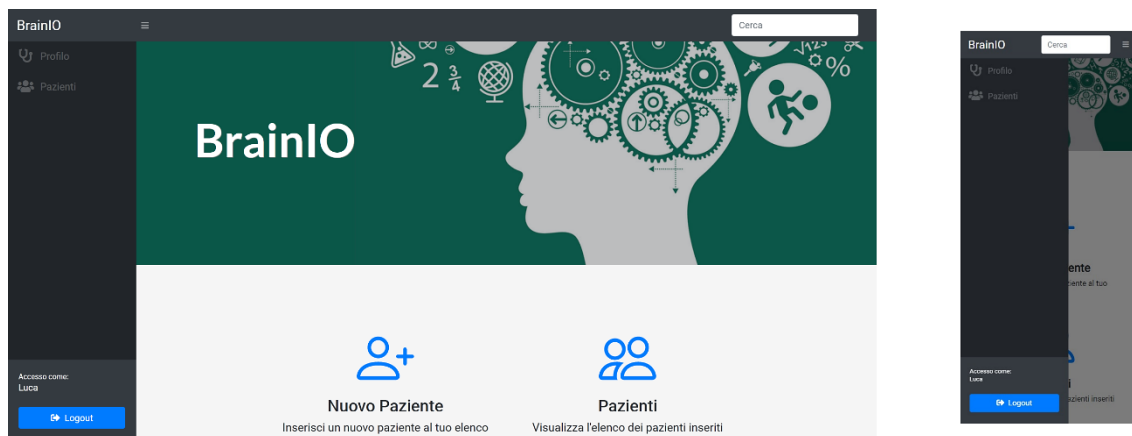 BrainIO
Cerca
Profilo
Pazienti
2 3/4
√123
%
BrainIO
Nuovo Paziente
Inserisci un nuovo paziente al tuo elenco
Pazienti
Visualizza l'elenco dei pazienti inseriti
Accesso come:
Luca
Logout
BrainIO
Cerca
Profilo
Pazienti
ente
ziente al tuo
i
pazienti inseriti
Accesso come:
Luca
Logout